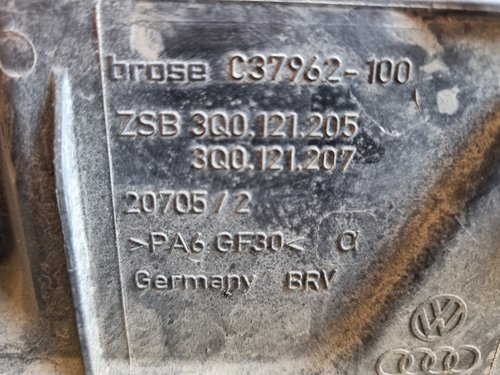 brose C37962-100
ZSB 3Q0.121.205
3Q0.121.207
20705/2
>PA6 GF30< a
Germany BRV